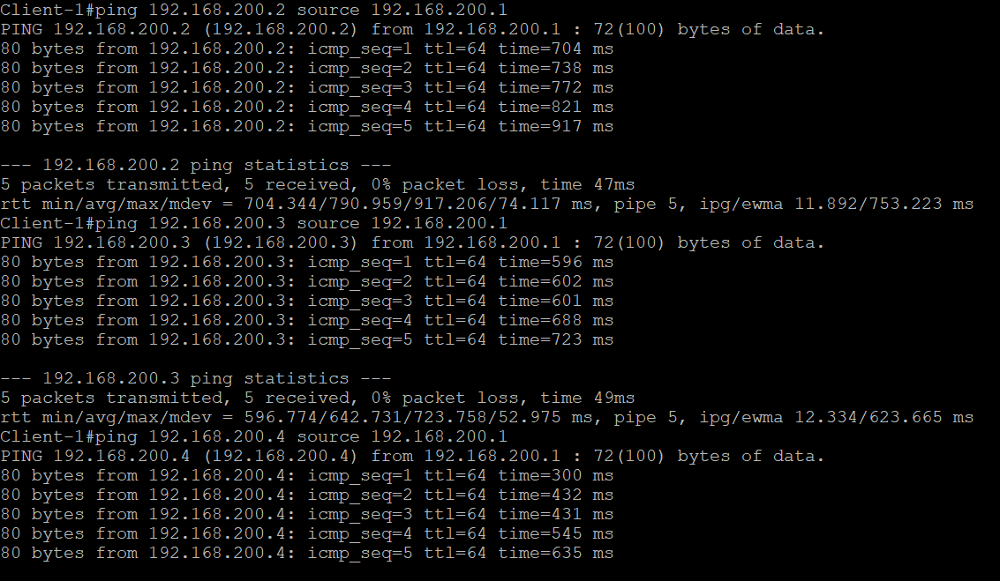 Client-1#ping 192.168.200.2 source 192.168.200.1
PING 192.168.200.2 (192.168.200.2) from 192.168.200.1 : 72(100) bytes of data.
80 bytes from 192.168.200.2: icmp_seq=1 ttl=64 time=704 ms
80 bytes from 192.168.200.2: icmp_seq=2 ttl=64 time=738 ms
80 bytes from 192.168.200.2: icmp_seq=3 ttl=64 time=772 ms
80 bytes from 192.168.200.2: icmp_seq=4 ttl=64 time=821 ms
80 bytes from 192.168.200.2: icmp_seq=5 ttl=64 time=917 ms

--- 192.168.200.2 ping statistics ---
5 packets transmitted, 5 received, 0% packet loss, time 47ms
rtt min/avg/max/mdev = 704.344/790.959/917.206/74.117 ms, pipe 5, ipg/ewma 11.892/753.223 ms
Client-1#ping 192.168.200.3 source 192.168.200.1
PING 192.168.200.3 (192.168.200.3) from 192.168.200.1 : 72(100) bytes of data.
80 bytes from 192.168.200.3: icmp_seq=1 ttl=64 time=596 ms
80 bytes from 192.168.200.3: icmp_seq=2 ttl=64 time=602 ms
80 bytes from 192.168.200.3: icmp_seq=3 ttl=64 time=601 ms
80 bytes from 192.168.200.3: icmp_seq=4 ttl=64 time=688 ms
80 bytes from 192.168.200.3: icmp_seq=5 ttl=64 time=723 ms

--- 192.168.200.3 ping statistics ---
5 packets transmitted, 5 received, 0% packet loss, time 49ms
rtt min/avg/max/mdev = 596.774/642.731/723.758/52.975 ms, pipe 5, ipg/ewma 12.334/623.665 ms
Client-1#ping 192.168.200.4 source 192.168.200.1
PING 192.168.200.4 (192.168.200.4) from 192.168.200.1 : 72(100) bytes of data.
80 bytes from 192.168.200.4: icmp_seq=1 ttl=64 time=300 ms
80 bytes from 192.168.200.4: icmp_seq=2 ttl=64 time=432 ms
80 bytes from 192.168.200.4: icmp_seq=3 ttl=64 time=431 ms
80 bytes from 192.168.200.4: icmp_seq=4 ttl=64 time=545 ms
80 bytes from 192.168.200.4: icmp_seq=5 ttl=64 time=635 ms